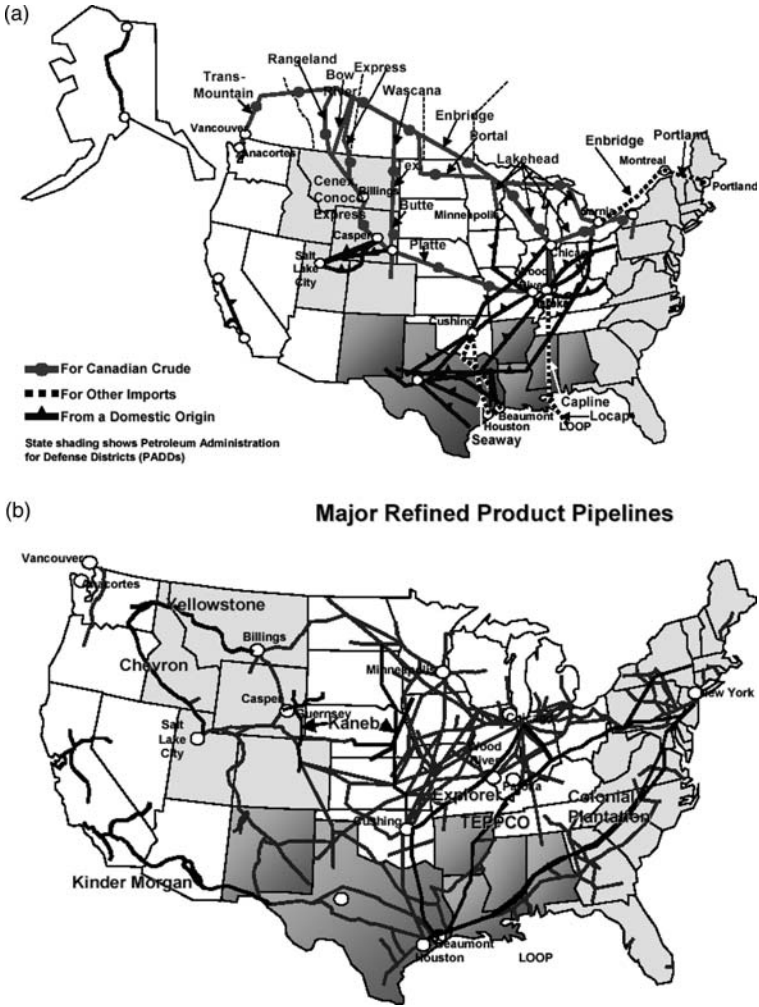 (a)
Rangeland
Bow
River
Express
Wascana
Trans-
Mountain
Enbridge
Portal
Enbridge
Portland
Vancouver
Anacortes
Lakehead
Montreal
Portland
Cenex
Conoco
Express
Billings
Butte
Minneapolis
Casper
Platte
Chicago
Salt
Lake
City
Wood
River
Cushing
For Canadian Crude
For Other Imports
From a Domestic Origin
State shading shows Petroleum Administration
for Defense Districts (PADDs)
Capline
Beaumont
Houston
LOOP
Locap
Seaway
(b)
Major Refined Product Pipelines
Vancouver
Anacortes
Yellowstone
Billings
Chevron
Minneapolis
Casper
Guernsey
Kaneb
New York
Chicago
Salt
Lake
City
Wood
River
Patoka
Explorer
Colonial
Plantation
Cushing
TEPPCO
Kinder Morgan
Beaumont
Houston
LOOP